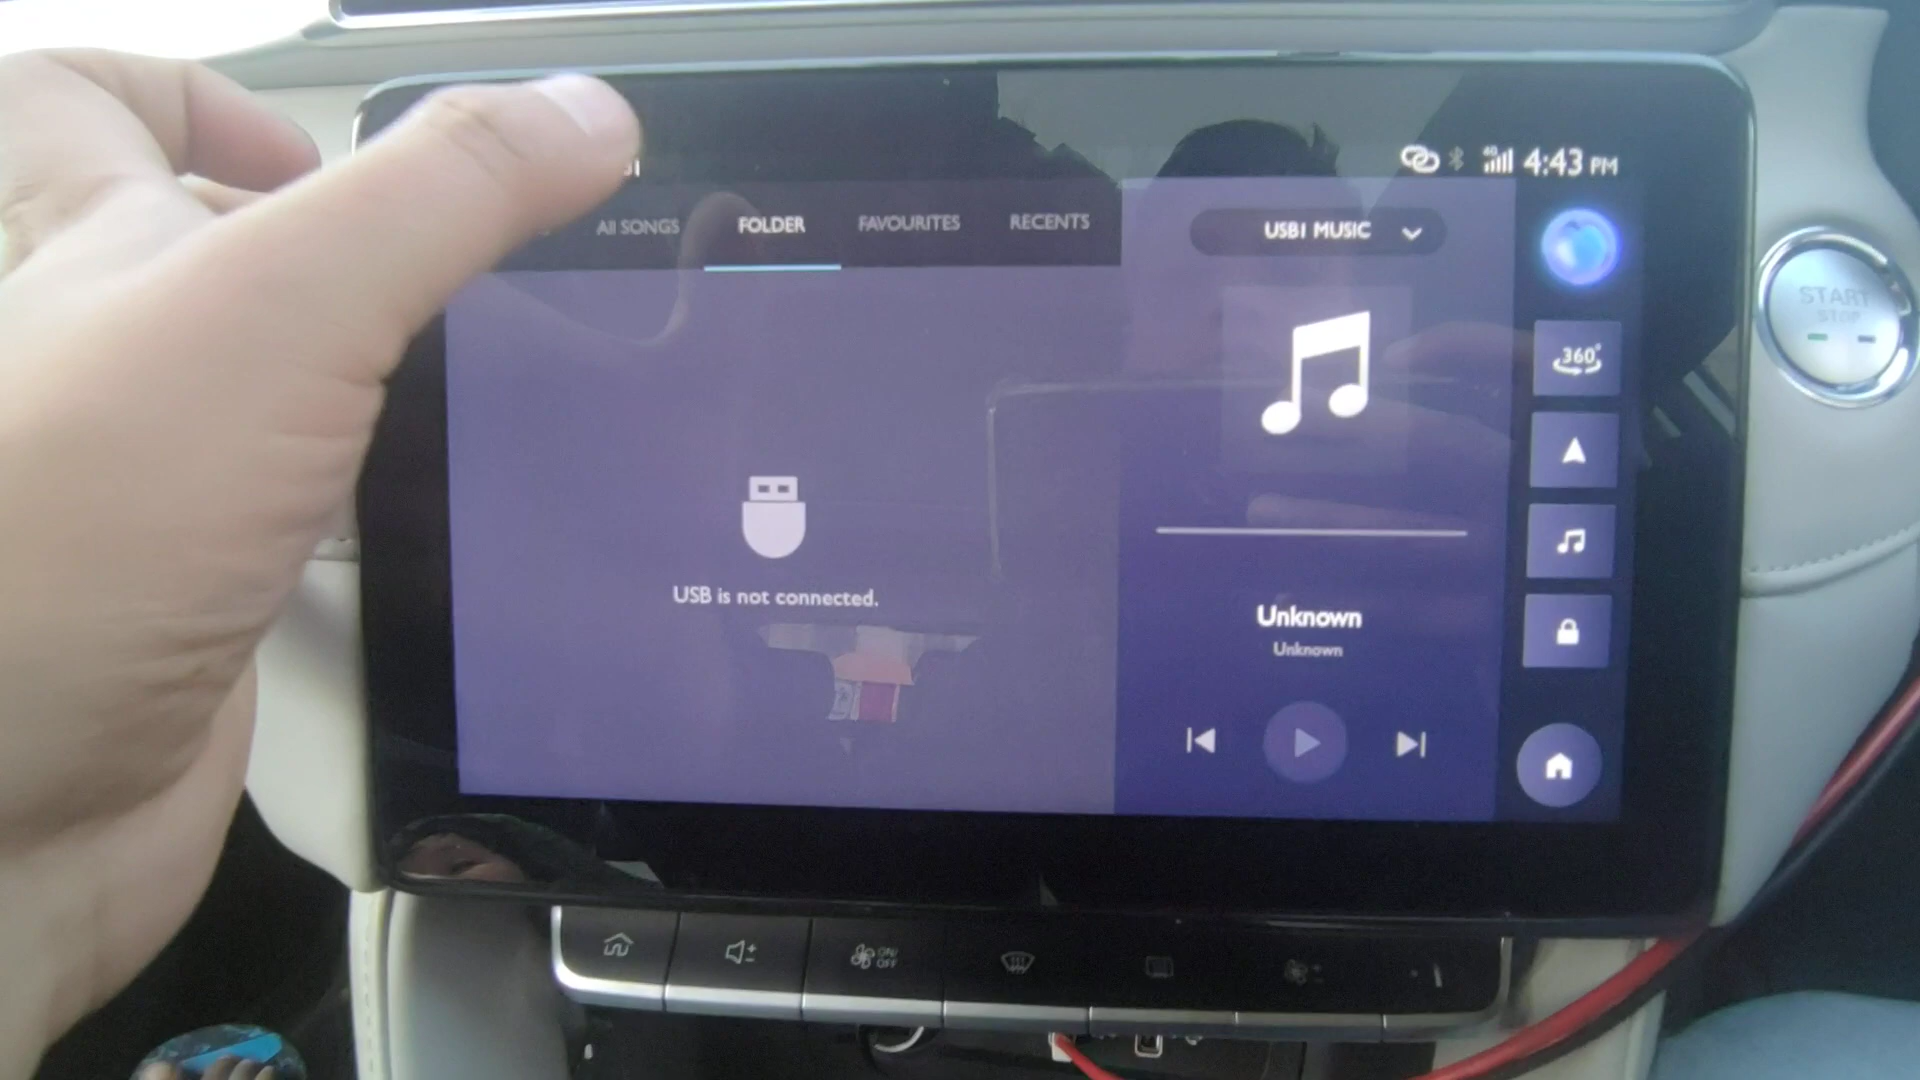 4G 4:43 PM
All SONGS FOLDER FAVOURITES RECENTS
USB1 MUSIC
START
STOP
360°
USB is not connected.
Unknown
Unknown
ON/
OFF